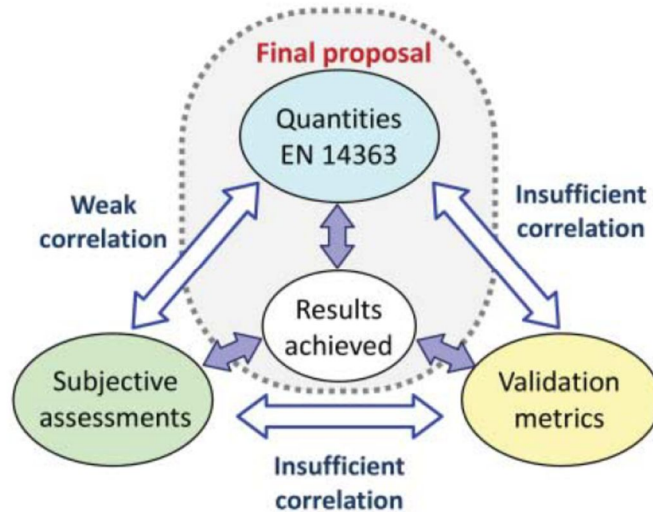 Final proposal
Quantities
EN 14363
Weak
correlation
Insufficient
correlation
Results
achieved
Subjective
assessments
Validation
metrics
Insufficient
correlation